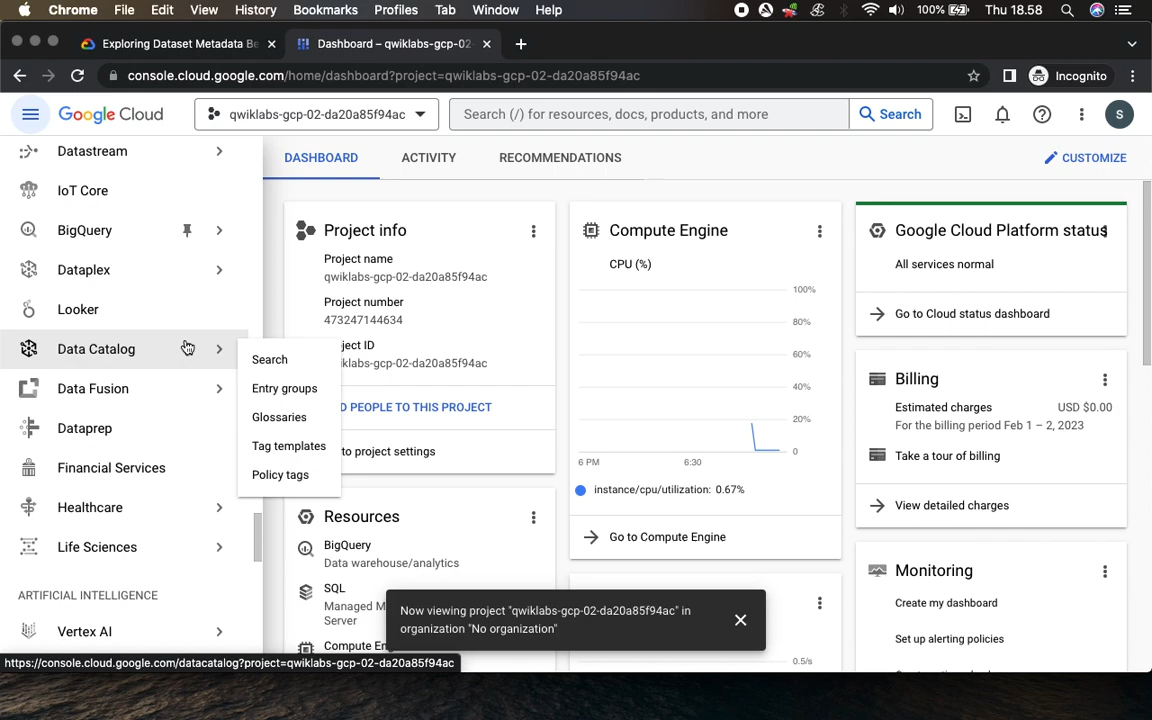 Chrome File Edit View History Bookmarks Profiles Tab Window Help 100% Thu 18.58
Exploring Dataset Metadata Be Dashboard – qwiklabs-gcp-02-
console.cloud.google.com/home/dashboard?project=qwiklabs-gcp-02-da20a85f94ac Incognito
Google Cloud qwiklabs-gcp-02-da20a85f94ac Search (/) for resources, docs, products, and more Search S
DASHBOARD ACTIVITY RECOMMENDATIONS CUSTOMIZE
Datastream
IoT Core
BigQuery
Dataplex
Looker
Data Catalog
Data Fusion
Dataprep
Financial Services
Healthcare
Life Sciences
ARTIFICIAL INTELLIGENCE
Vertex AI
Search
Entry groups
Glossaries
Tag templates
Policy tags
Project info
Project name
qwiklabs-gcp-02-da20a85f94ac
Project number
473247144634
ject ID
iklabs-gcp-02-da20a85f94ac
D PEOPLE TO THIS PROJECT
to project settings
Resources
BigQuery
Data warehouse/analytics
SQL
Managed M
Server
Compute En
Compute Engine
CPU (%)
100%
80%
60%
40%
20%
0
6 PM 6:30
instance/cpu/utilization: 0.67%
Go to Compute Engine
0.5/s
Google Cloud Platform status
All services normal
Go to Cloud status dashboard
Billing
Estimated charges USD $0.00
For the billing period Feb 1 – 2, 2023
Take a tour of billing
View detailed charges
Monitoring
Create my dashboard
Set up alerting policies
Now viewing project "qwiklabs-gcp-02-da20a85f94ac" in
organization "No organization"
https://console.cloud.google.com/datacatalog?project=qwiklabs-gcp-02-da20a85f94ac